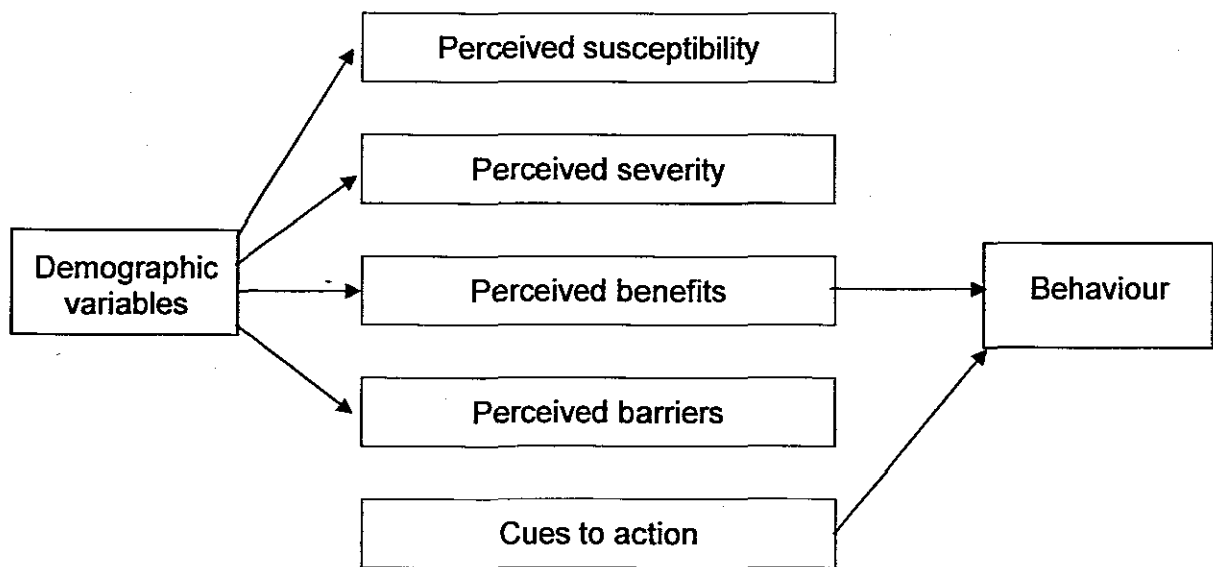 Perceived susceptibility
Perceived severity
Demographic
variables
Perceived benefits
Behaviour
Perceived barriers
Cues to action